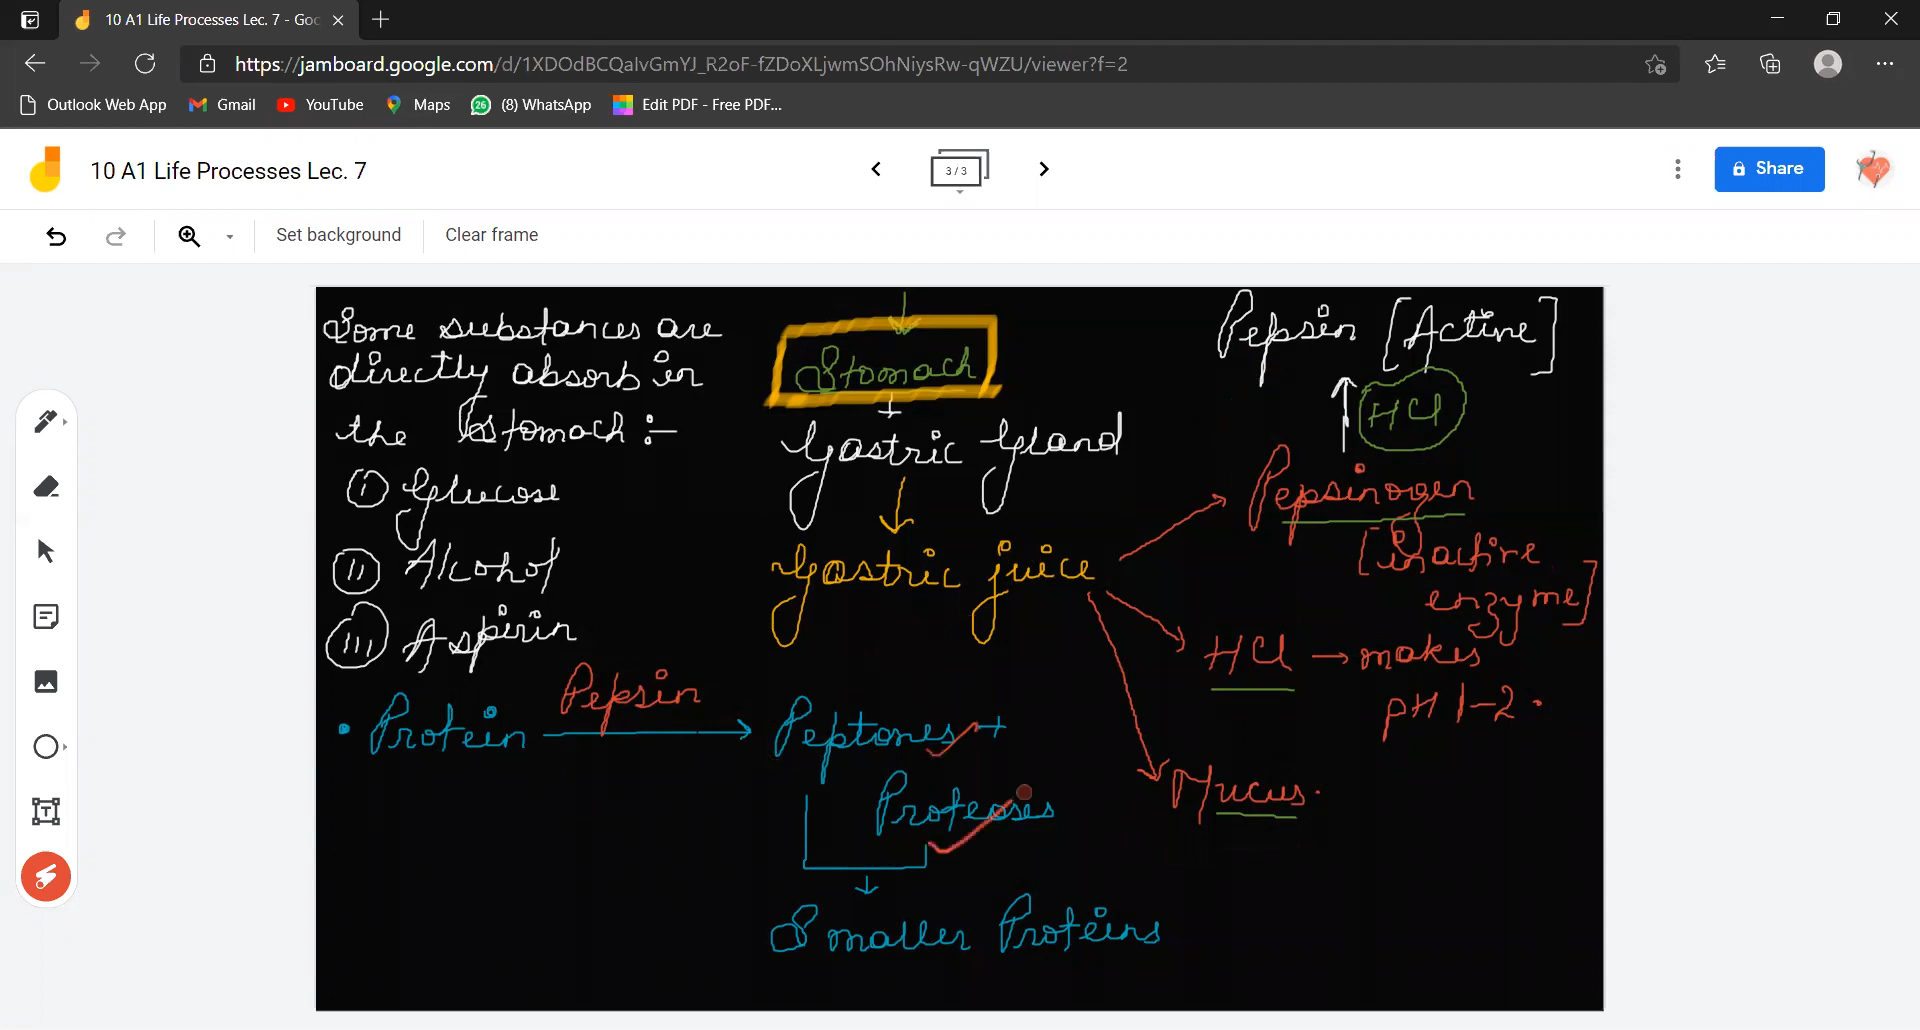 10 A1 Life Processes Lec. 7 - Goo
https://jamboard.google.com/d/1XDOdBCQaIvGmYJ_R2oF-fZDoXLjwmSOhNiysRw-qWZU/viewer?f=2
Outlook Web App
Gmail
YouTube
Maps
26
(8) WhatsApp
Edit PDF - Free PDF...
10 A1 Life Processes Lec. 7
3 / 3
Share
Set background
Clear frame
Some substances are
directly absorb in
the stomach :-
(i) Glucose
(ii) Alcohol
(iii) Aspirin
Stomach
Gastric Gland
Gastric juice
Pepsin [Active]
HCl
Pepsinogen
[inactive
enzyme]
HCl → makes
pH 1-2.
Mucus.
• Protein
Pepsin
Peptones +
Proteoses
Smaller Proteins
T